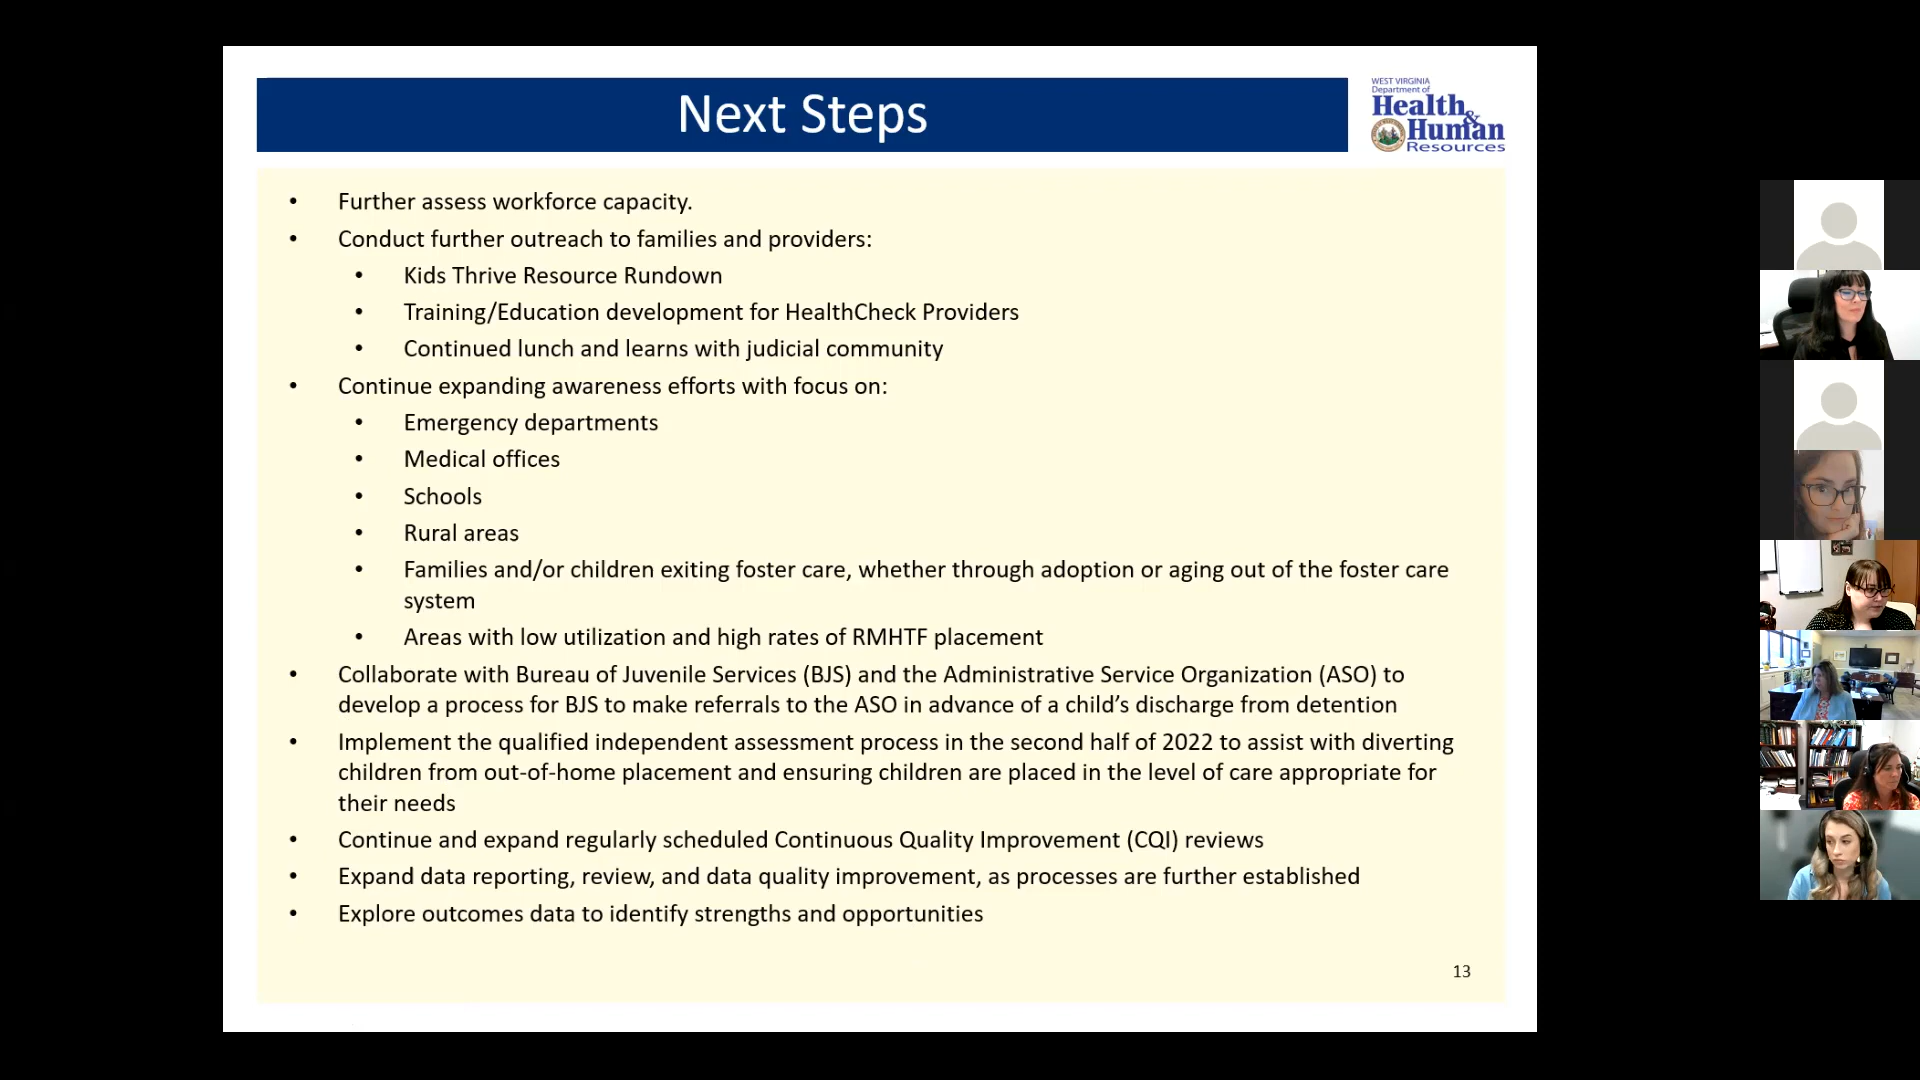 Next Steps
WEST VIRGINIA
Department of
Health
&
Human
Resources
• Further assess workforce capacity.
• Conduct further outreach to families and providers:
• Kids Thrive Resource Rundown
• Training/Education development for HealthCheck Providers
• Continued lunch and learns with judicial community
• Continue expanding awareness efforts with focus on:
• Emergency departments
• Medical offices
• Schools
• Rural areas
• Families and/or children exiting foster care, whether through adoption or aging out of the foster care
system
• Areas with low utilization and high rates of RMHTF placement
• Collaborate with Bureau of Juvenile Services (BJS) and the Administrative Service Organization (ASO) to
develop a process for BJS to make referrals to the ASO in advance of a child’s discharge from detention
• Implement the qualified independent assessment process in the second half of 2022 to assist with diverting
children from out-of-home placement and ensuring children are placed in the level of care appropriate for
their needs
• Continue and expand regularly scheduled Continuous Quality Improvement (CQI) reviews
• Expand data reporting, review, and data quality improvement, as processes are further established
• Explore outcomes data to identify strengths and opportunities
13